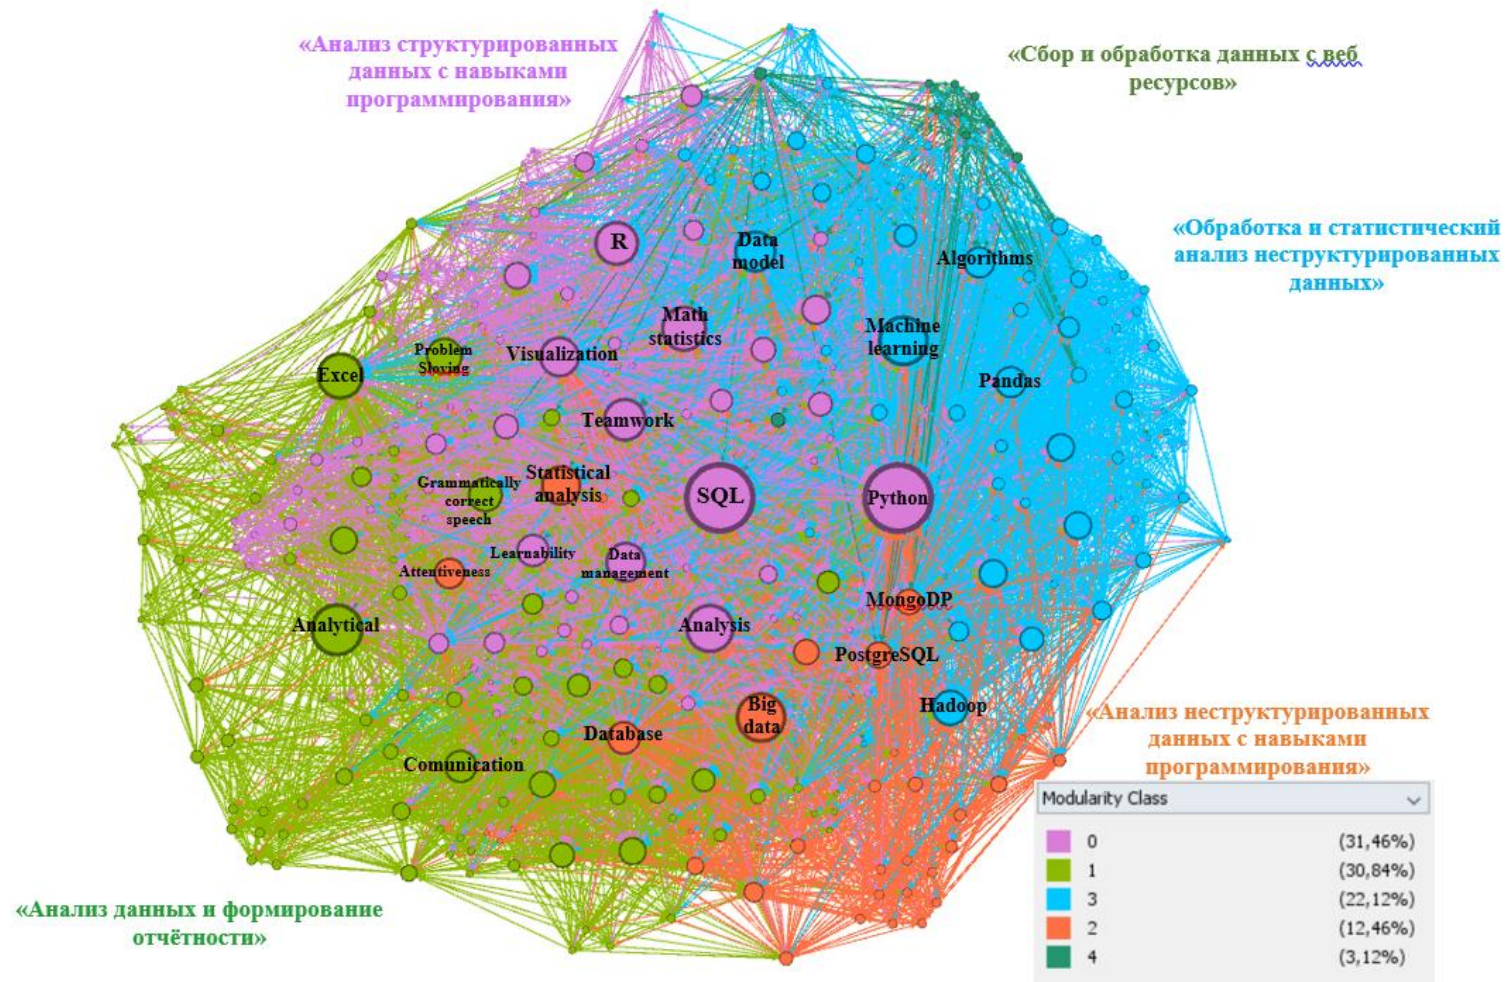 «Анализ структурированных
данных с навыками
программирования»
«Сбор и обработка данных с веб
ресурсов»
«Обработка и статистический
анализ неструктурированных
данных»
R
Data
model
Algorithms
Math
statistics
Machine
learning
Problem
Sloving
Visualization
Excel
Pandas
Teamwork
Statistical
analysis
Grammatically
correct
speech
SQL
Python
Learnability
Data
management
Attentiveness
MongoDP
Analytical
Analysis
PostgreSQL
Big
data
Hadoop
Database
Comunication
«Анализ неструктурированных
данных с навыками
программирования»
«Анализ данных и формирование
отчётности»
Modularity Class
0 (31,46%)
1 (30,84%)
3 (22,12%)
2 (12,46%)
4 (3,12%)